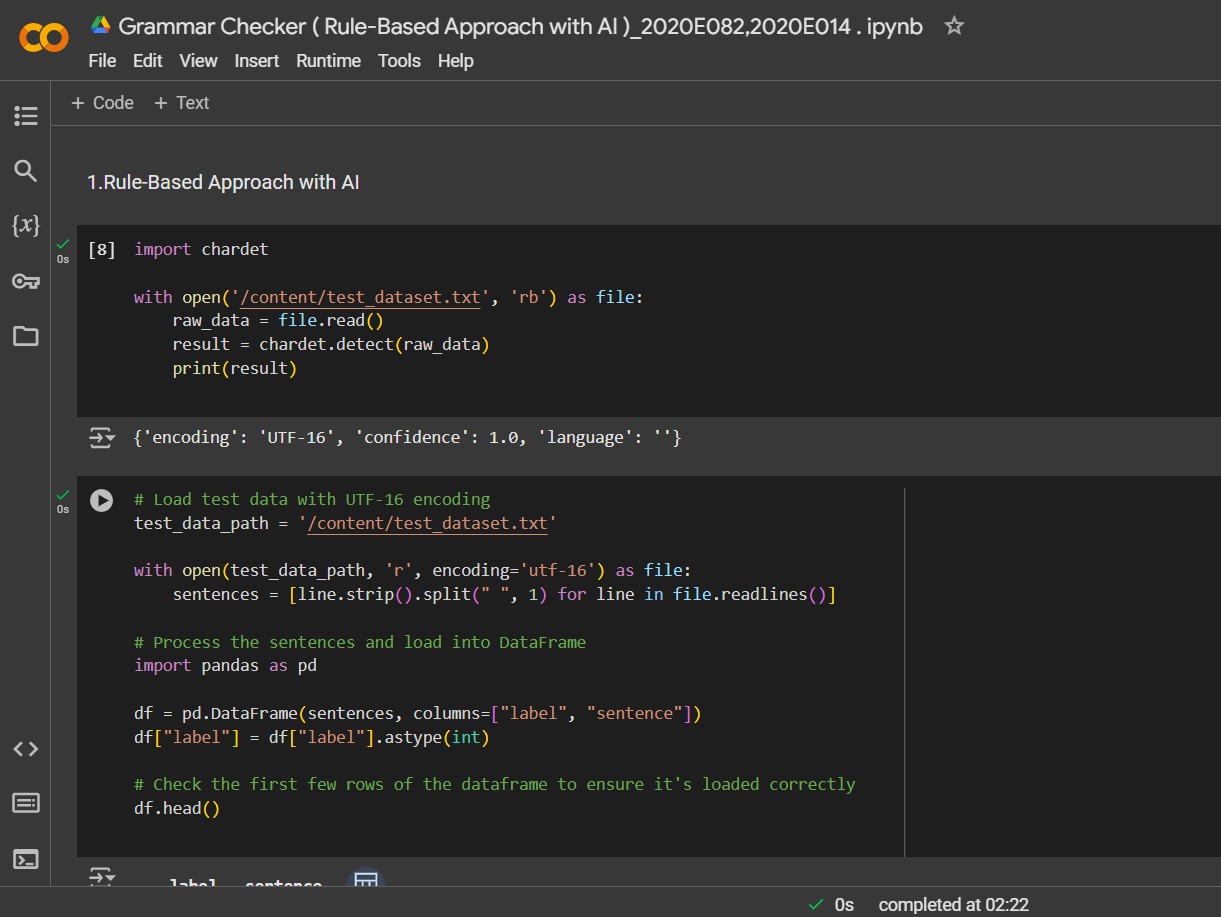 Grammar Checker ( Rule-Based Approach with AI )_2020E082,2020E014 . ipynb
File Edit View Insert Runtime Tools Help
+ Code + Text
1.Rule-Based Approach with AI
[8] import chardet
0s
with open('/content/test_dataset.txt', 'rb') as file:
    raw_data = file.read()
    result = chardet.detect(raw_data)
    print(result)
{'encoding': 'UTF-16', 'confidence': 1.0, 'language': ''}
# Load test data with UTF-16 encoding
0s
test_data_path = '/content/test_dataset.txt'
with open(test_data_path, 'r', encoding='utf-16') as file:
    sentences = [line.strip().split(" ", 1) for line in file.readlines()]
# Process the sentences and load into DataFrame
import pandas as pd
df = pd.DataFrame(sentences, columns=["label", "sentence"])
df["label"] = df["label"].astype(int)
# Check the first few rows of the dataframe to ensure it's loaded correctly
df.head()
label sentence
0s completed at 02:22